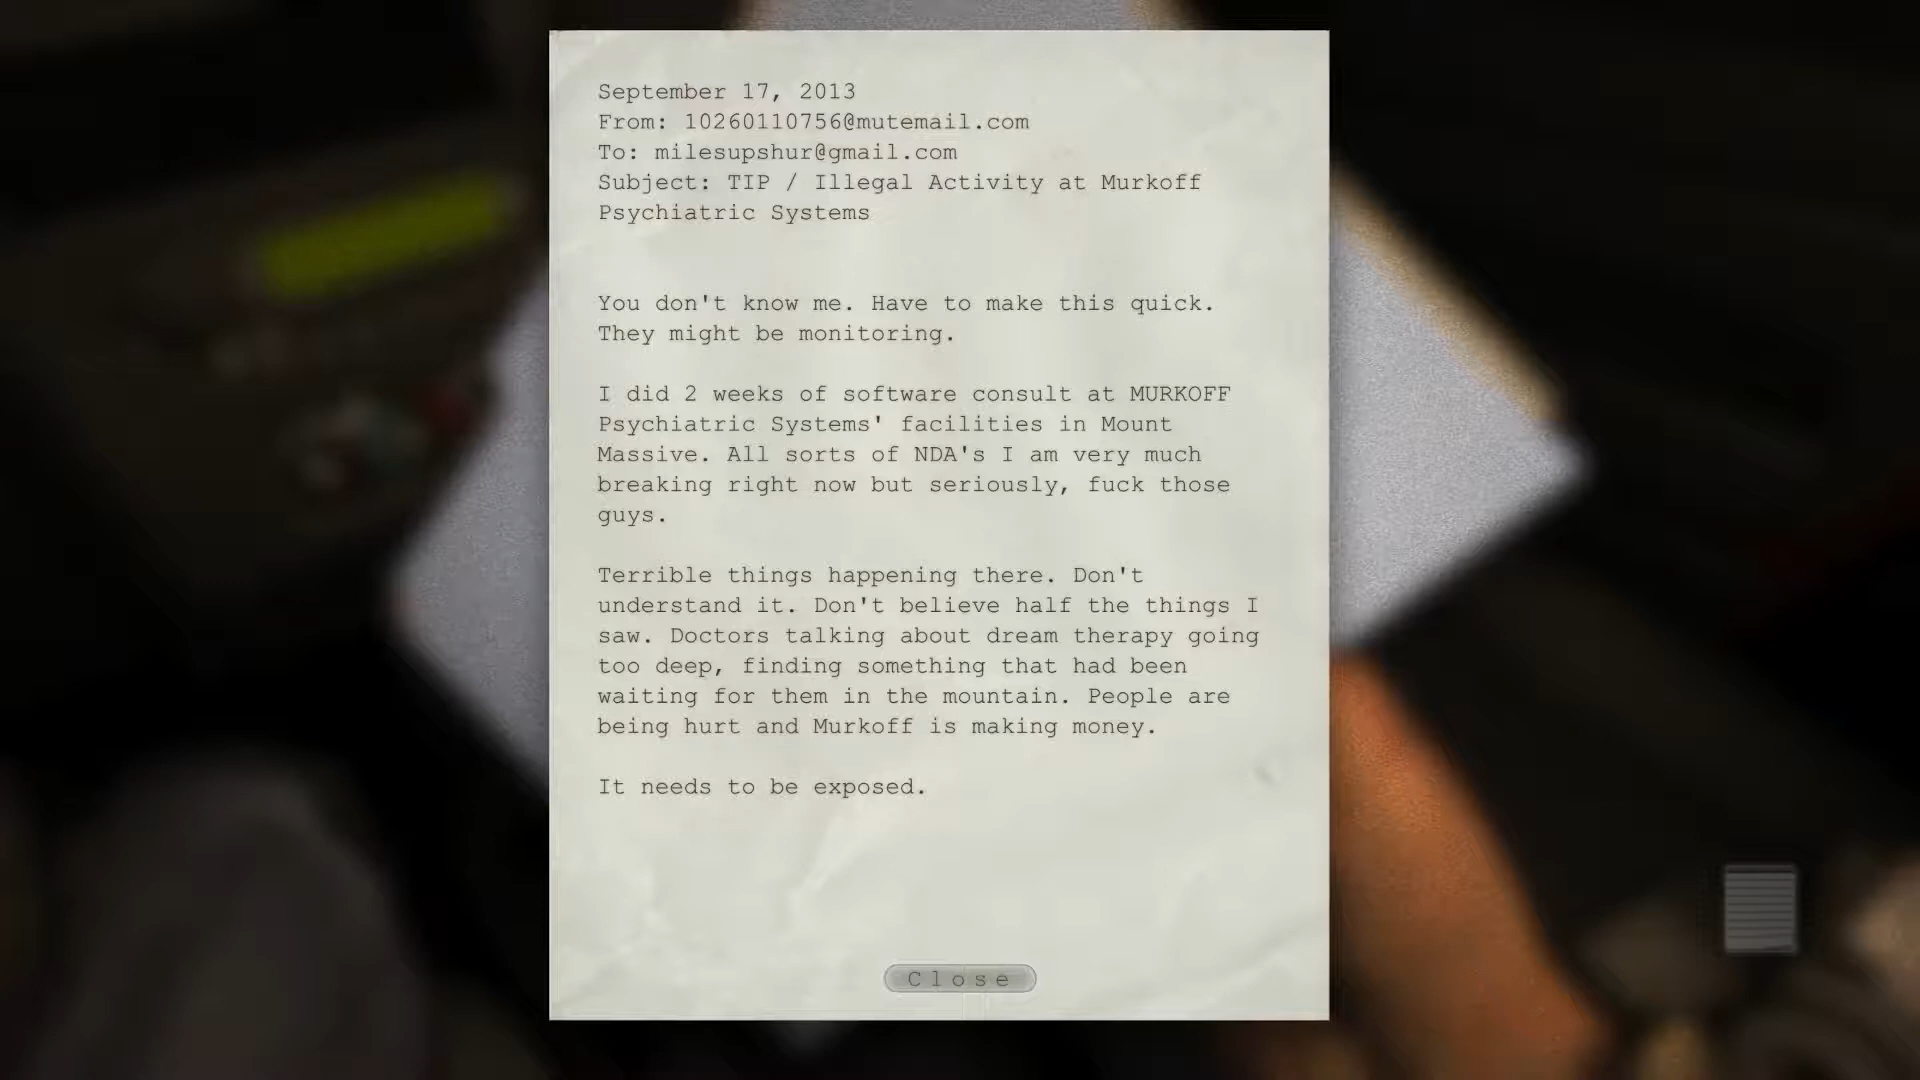 September 17, 2013
From: 10260110756@mutemail.com
To: milesupshur@gmail.com
Subject: TIP / Illegal Activity at Murkoff
Psychiatric Systems
You don't know me. Have to make this quick.
They might be monitoring.
I did 2 weeks of software consult at MURKOFF
Psychiatric Systems' facilities in Mount
Massive. All sorts of NDA's I am very much
breaking right now but seriously, fuck those
guys.
Terrible things happening there. Don't
understand it. Don't believe half the things I
saw. Doctors talking about dream therapy going
too deep, finding something that had been
waiting for them in the mountain. People are
being hurt and Murkoff is making money.
It needs to be exposed.
Close